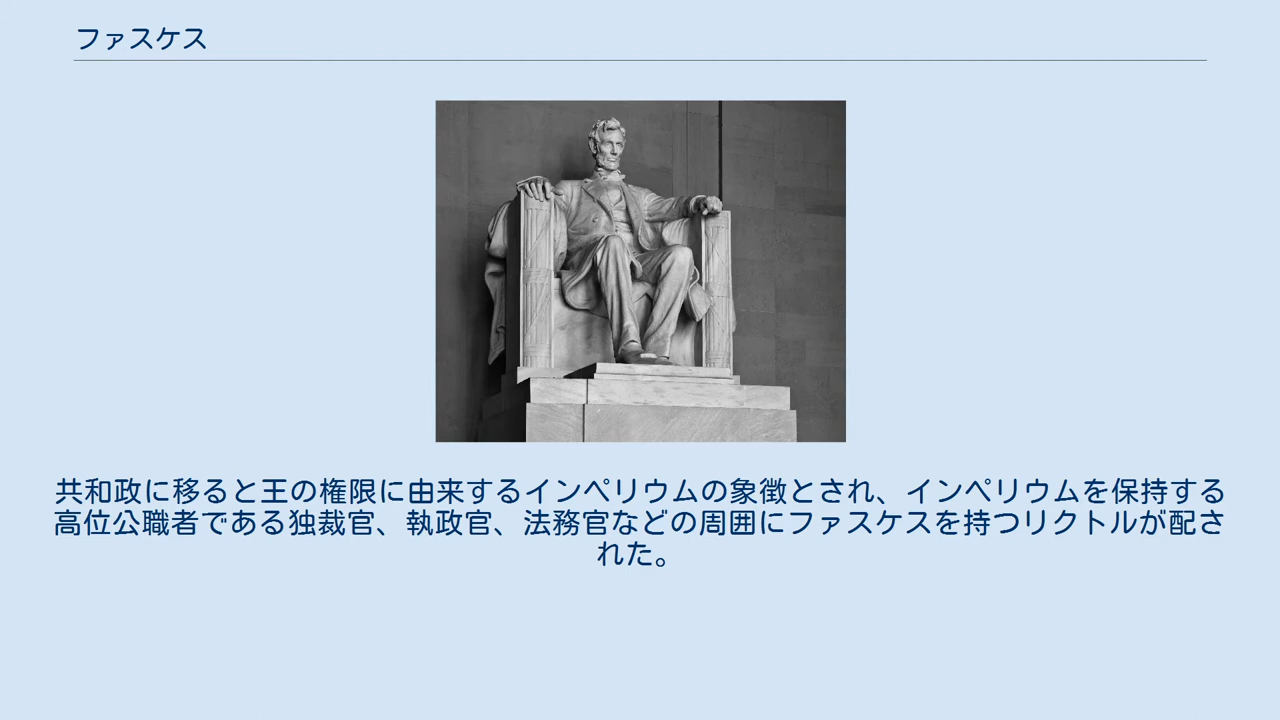 ファスケス
共和政に移ると王の権限に由来するインペリウムの象徴とされ、インペリウムを保持する
高位公職者である独裁官、執政官、法務官などの周囲にファスケスを持つリクトルが配さ
れた。